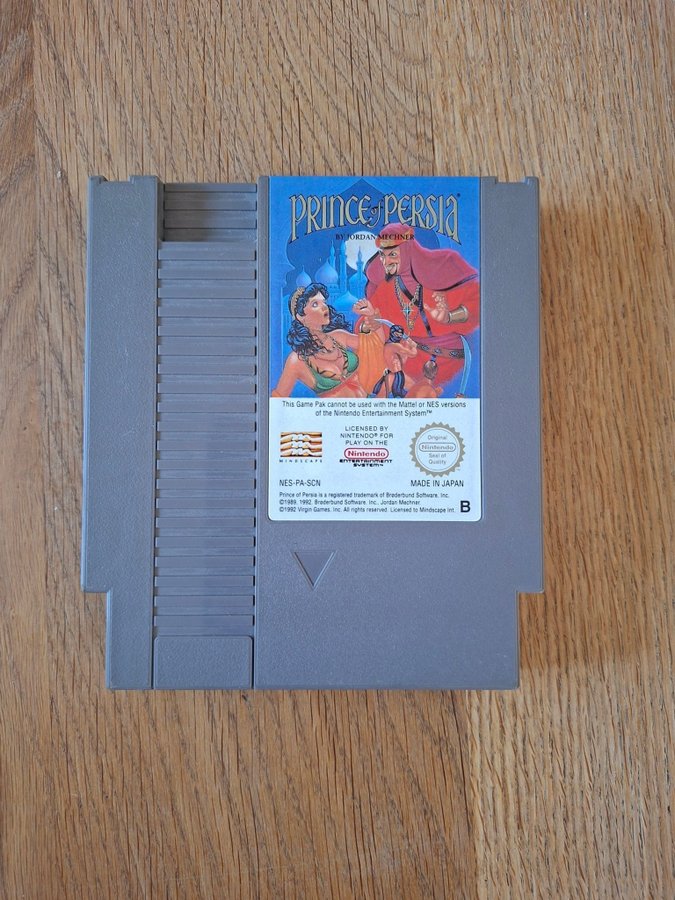 PRINCE of PERSIA®
BY JORDAN MECHNER
This Game Pak cannot be used with the Mattel or NES versions
of the Nintendo Entertainment System™
MINDSCAPE
LICENSED BY
NINTENDO® FOR
PLAY ON THE
Nintendo
ENTERTAINMENT
SYSTEM™
Original
Nintendo
Seal of
Quality
NES-PA-SCN
MADE IN JAPAN
Prince of Persia is a registered trademark of Brøderbund Software, Inc.
©1989, 1992, Brøderbund Software, Inc., Jordan Mechner.
©1992 Virgin Games, Inc. All rights reserved. Licensed to Mindscape Int.
B